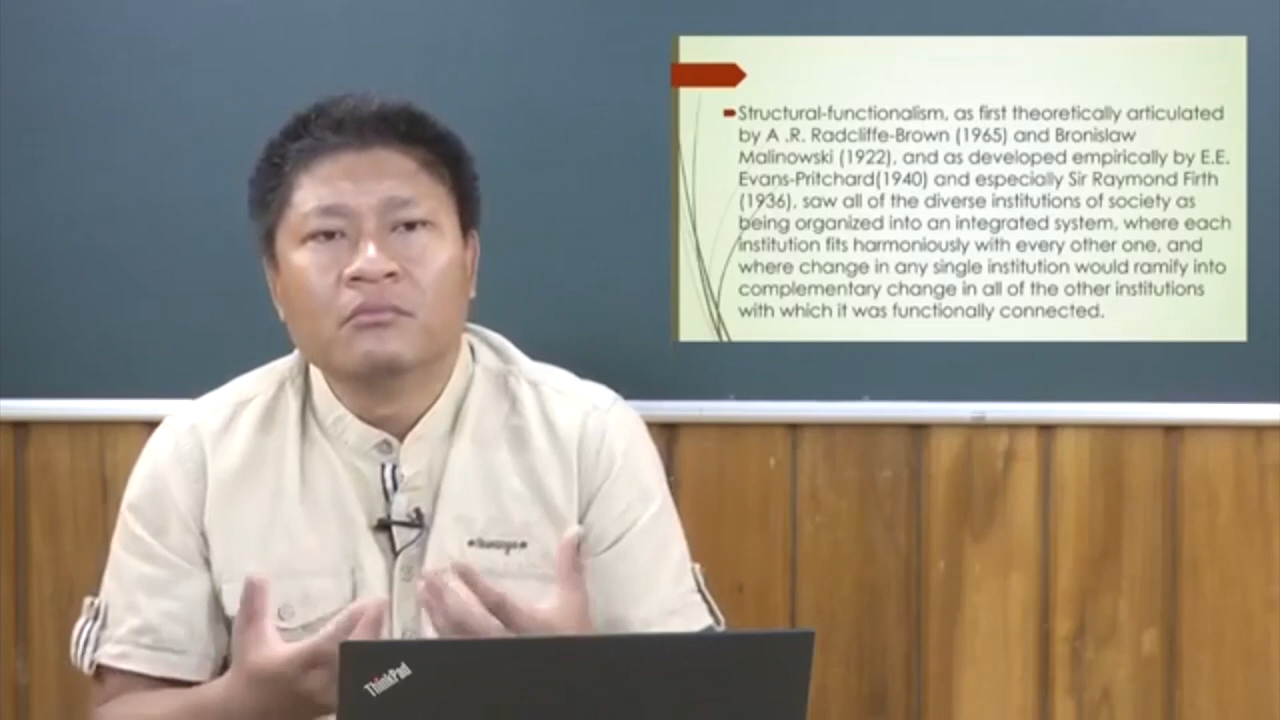 Structural-functionalism, as first theoretically articulated
by A .R. Radcliffe-Brown (1965) and Bronislaw
Malinowski (1922), and as developed empirically by E.E.
Evans-Pritchard(1940) and especially Sir Raymond Firth
(1936), saw all of the diverse institutions of society as
being organized into an integrated system, where each
institution fits harmoniously with every other one, and
where change in any single institution would ramify into
complementary change in all of the other institutions
with which it was functionally connected.
ThinkPad